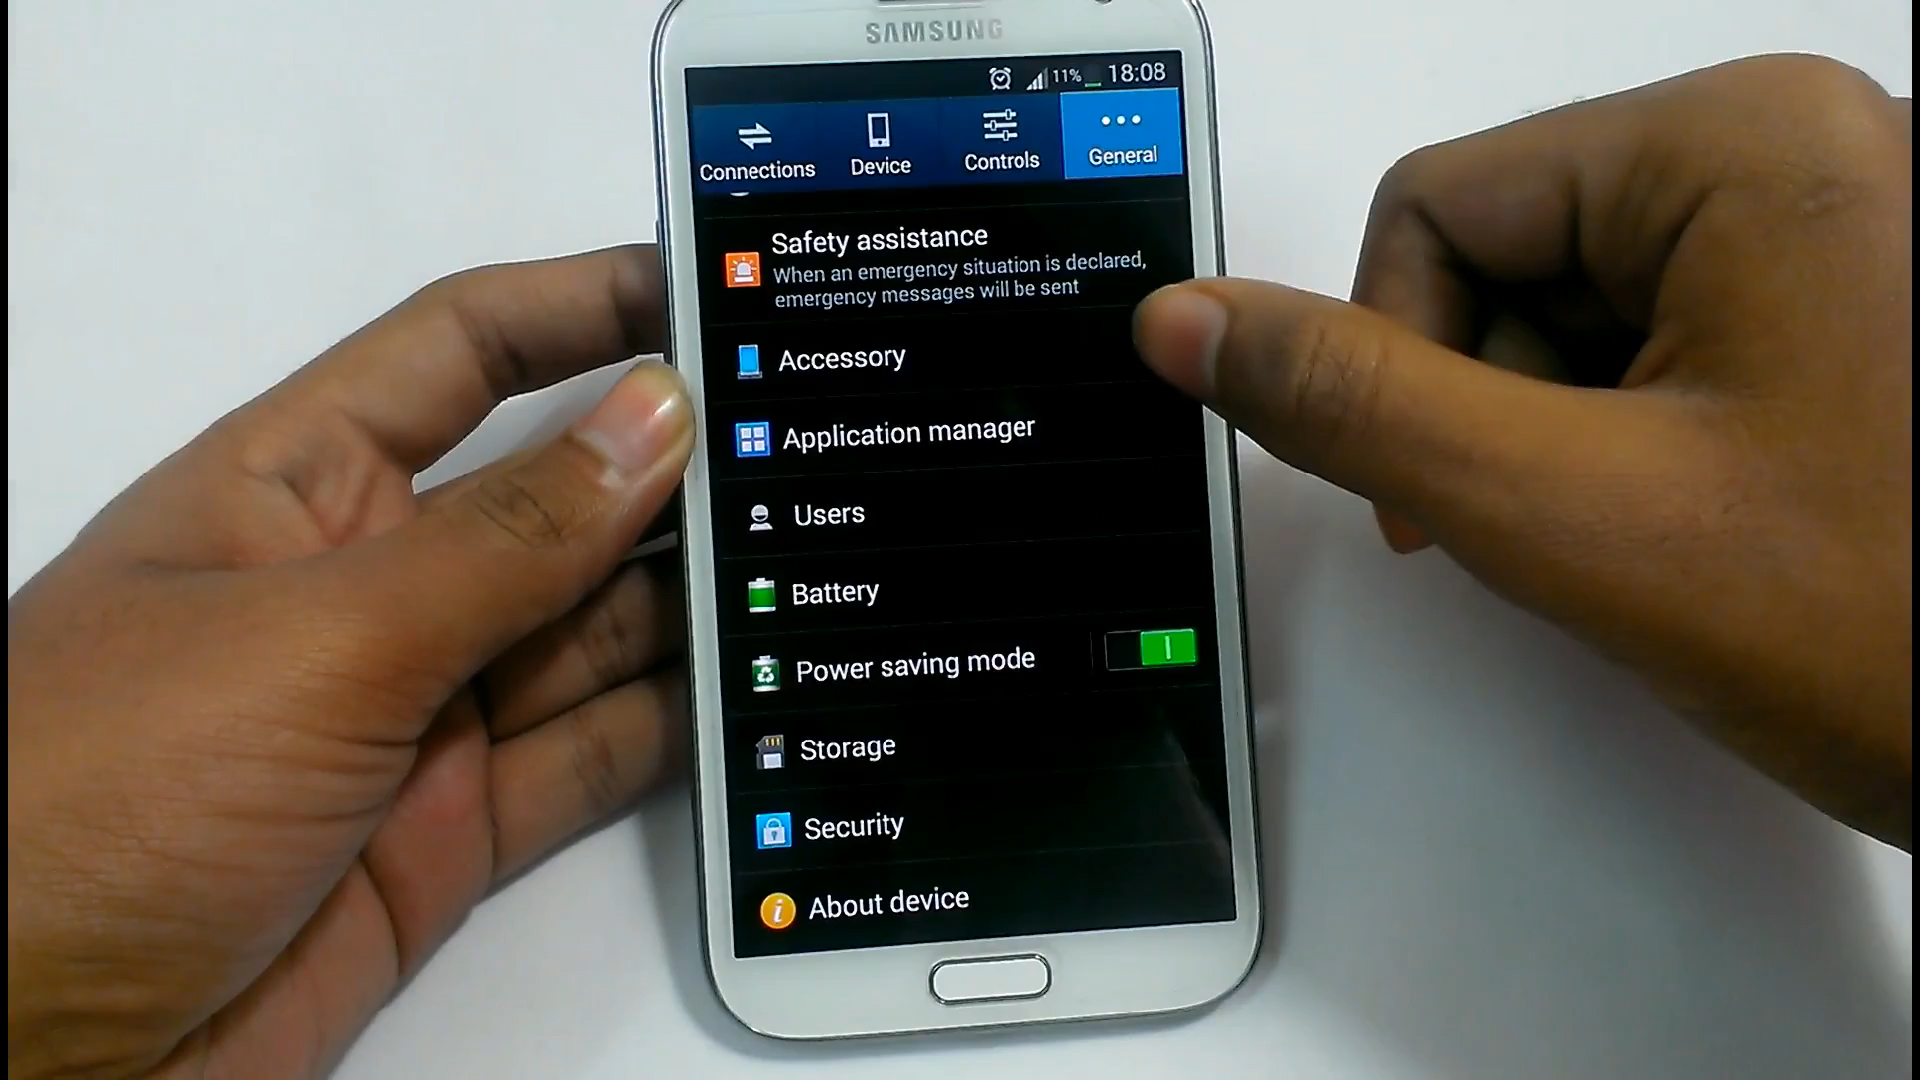 SAMSUNG
11% 18:08
Connections Device Controls General
Safety assistance
When an emergency situation is declared,
emergency messages will be sent
Accessory
Application manager
Users
Battery
Power saving mode
Storage
Security
About device